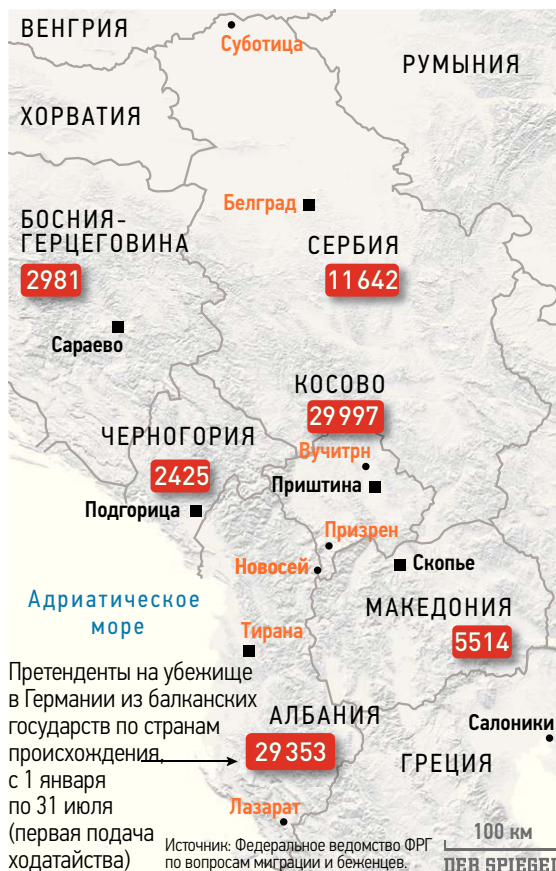 ВЕНГРИЯ
Суботица
РУМЫНИЯ
ХОРВАТИЯ
Белград
БОСНИЯ-
ГЕРЦЕГОВИНА
2981
СЕРБИЯ
11 642
Сараево
КОСОВО
29 997
ЧЕРНОГОРИЯ
2425
Вучитрн
Приштина
Подгорица
Призрен
Новосей
Скопье
Адриатическое
море
МАКЕДОНИЯ
5514
Тирана
Претенденты на убежище
в Германии из балканских
государств по странам
происхождения,
с 1 января
по 31 июля
(первая подача
ходатайства)
АЛБАНИЯ
29 353
Салоники
ГРЕЦИЯ
Лазарат
Источник: Федеральное ведомство ФРГ
по вопросам миграции и беженцев.
100 км
DER SPIEGEL